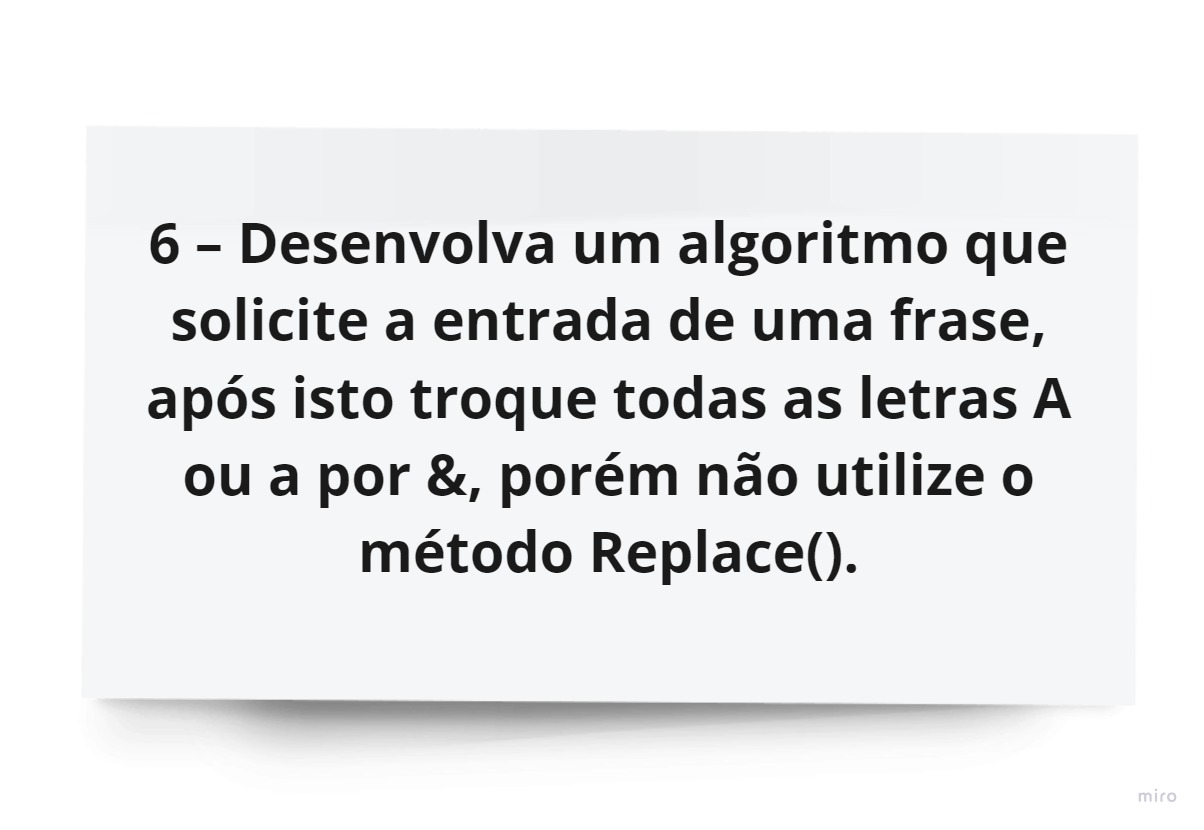 6 – Desenvolva um algoritmo que
solicite a entrada de uma frase,
após isto troque todas as letras A
ou a por &, porém não utilize o
método Replace().
miro